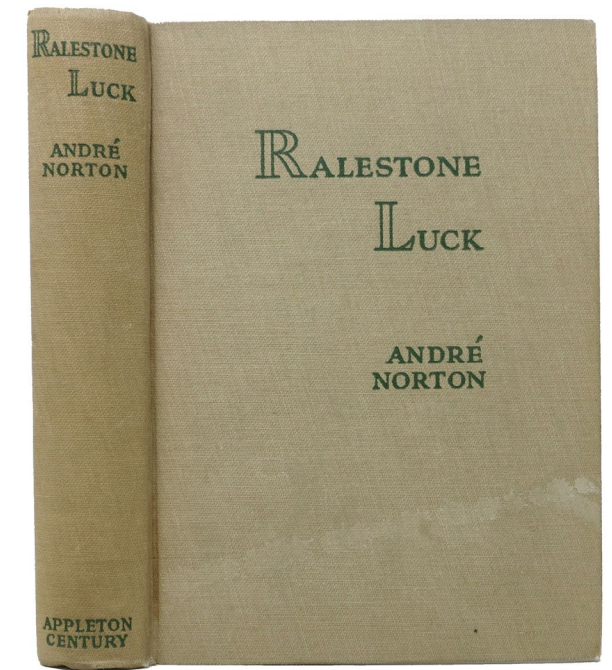 RALESTONE
LUCK
ANDRÉ
NORTON
APPLETON
CENTURY
RALESTONE
LUCK
ANDRÉ
NORTON